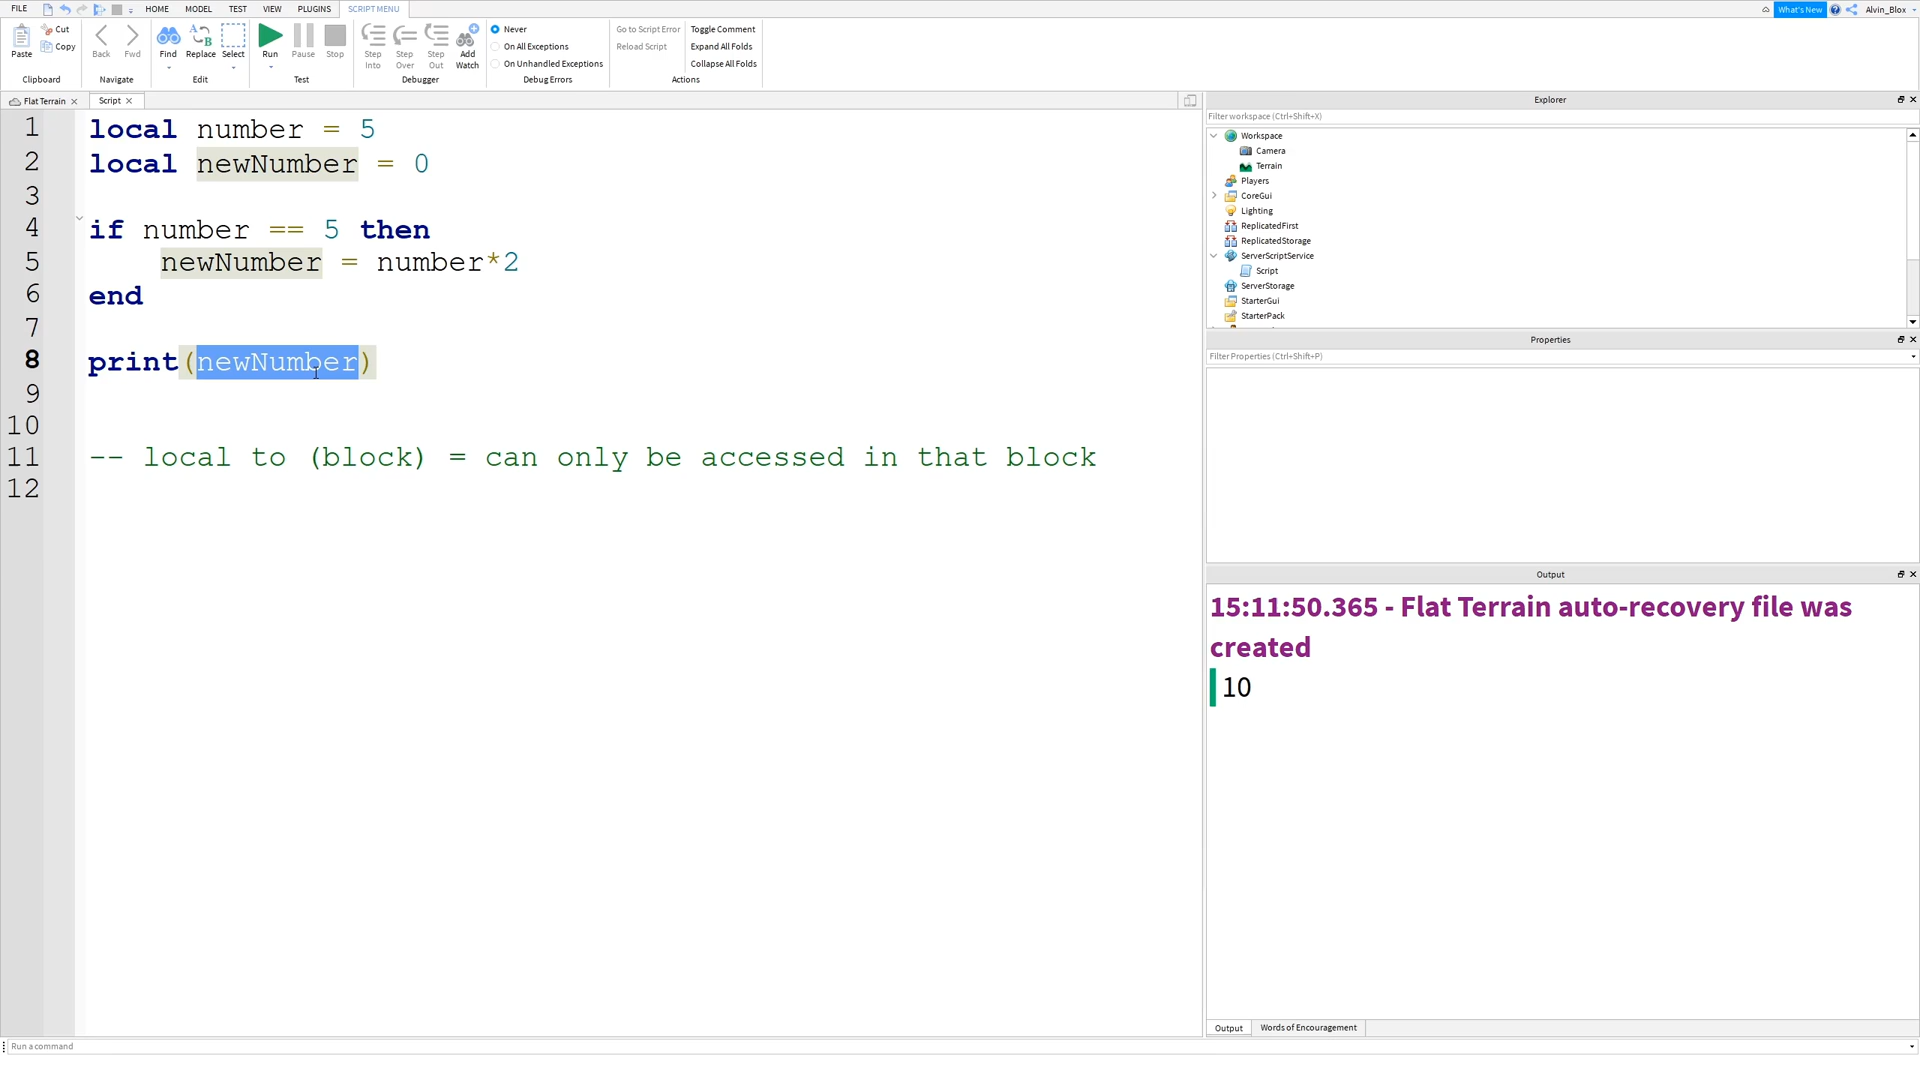 FILE HOME MODEL TEST VIEW PLUGINS SCRIPT MENU What's New Alvin_Blox
Paste Cut Copy Clipboard
Back Fwd Navigate
Find Replace Select Edit
Run Pause Stop Test
Step Into Step Over Step Out Add Watch Debugger
Never
On All Exceptions
On Unhandled Exceptions
Debug Errors
Go to Script Error
Reload Script
Toggle Comment
Expand All Folds
Collapse All Folds
Actions
Flat Terrain Script
1 local number = 5
2 local newNumber = 0
3
4 if number == 5 then
5 newNumber = number*2
6 end
7
8 print(newNumber)
9
10
11 -- local to (block) = can only be accessed in that block
12
Explorer
Filter workspace (Ctrl+Shift+X)
Workspace
Camera
Terrain
Players
CoreGui
Lighting
ReplicatedFirst
ReplicatedStorage
ServerScriptService
Script
ServerStorage
StarterGui
StarterPack
Properties
Filter Properties (Ctrl+Shift+P)
Output
15:11:50.365 - Flat Terrain auto-recovery file was
created
10
Output Words of Encouragement
Run a command